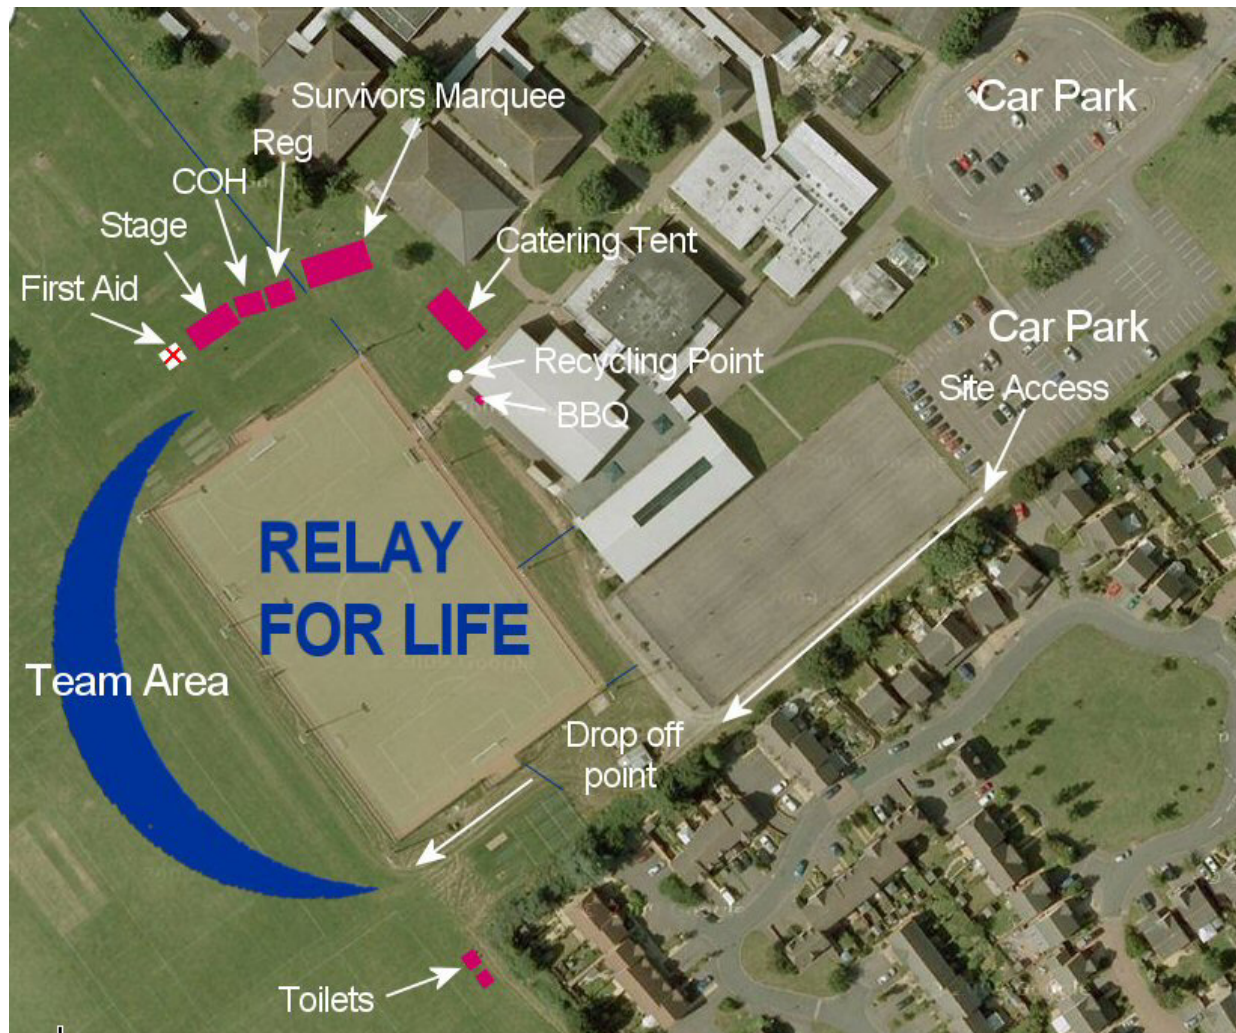 Car Park
Survivors Marquee
Reg
COH
Stage
First Aid
Catering Tent
Car Park
Recycling Point
Site Access
BBQ
RELAY
FOR LIFE
Team Area
Drop off
point
Toilets